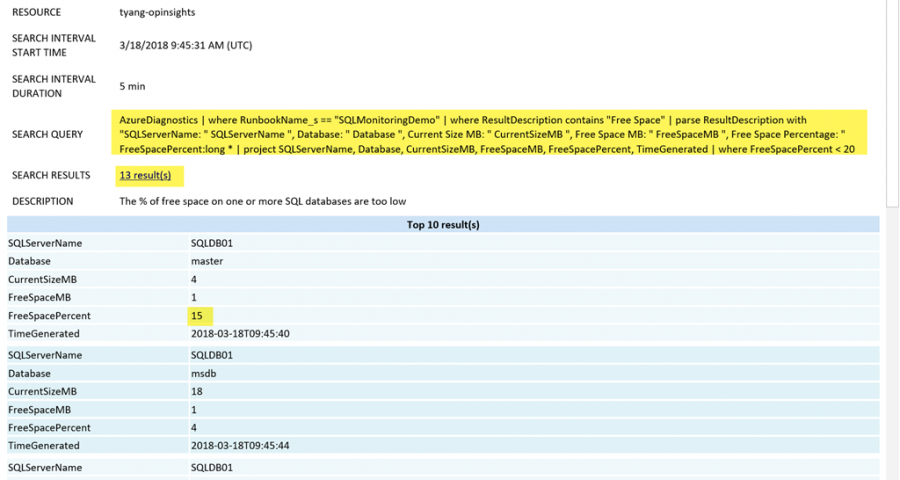 RESOURCE tyang-opinsights
SEARCH INTERVAL
START TIME 3/18/2018 9:45:31 AM (UTC)
SEARCH INTERVAL
DURATION 5 min
SEARCH QUERY AzureDiagnostics | where RunbookName_s == "SQLMonitoringDemo" | where ResultDescription contains "Free Space" | parse ResultDescription with
"SQLServerName: " SQLServerName ", Database: " Database ", Current Size MB: " CurrentSizeMB ", Free Space MB: " FreeSpaceMB ", Free Space Percentage: "
FreeSpacePercent:long * | project SQLServerName, Database, CurrentSizeMB, FreeSpaceMB, FreeSpacePercent, TimeGenerated | where FreeSpacePercent < 20
SEARCH RESULTS 13 result(s)
DESCRIPTION The % of free space on one or more SQL databases are too low
Top 10 result(s)
SQLServerName SQLDB01
Database master
CurrentSizeMB 4
FreeSpaceMB 1
FreeSpacePercent 15
TimeGenerated 2018-03-18T09:45:40
SQLServerName SQLDB01
Database msdb
CurrentSizeMB 18
FreeSpaceMB 1
FreeSpacePercent 4
TimeGenerated 2018-03-18T09:45:44
SQLServerName SQLDB01